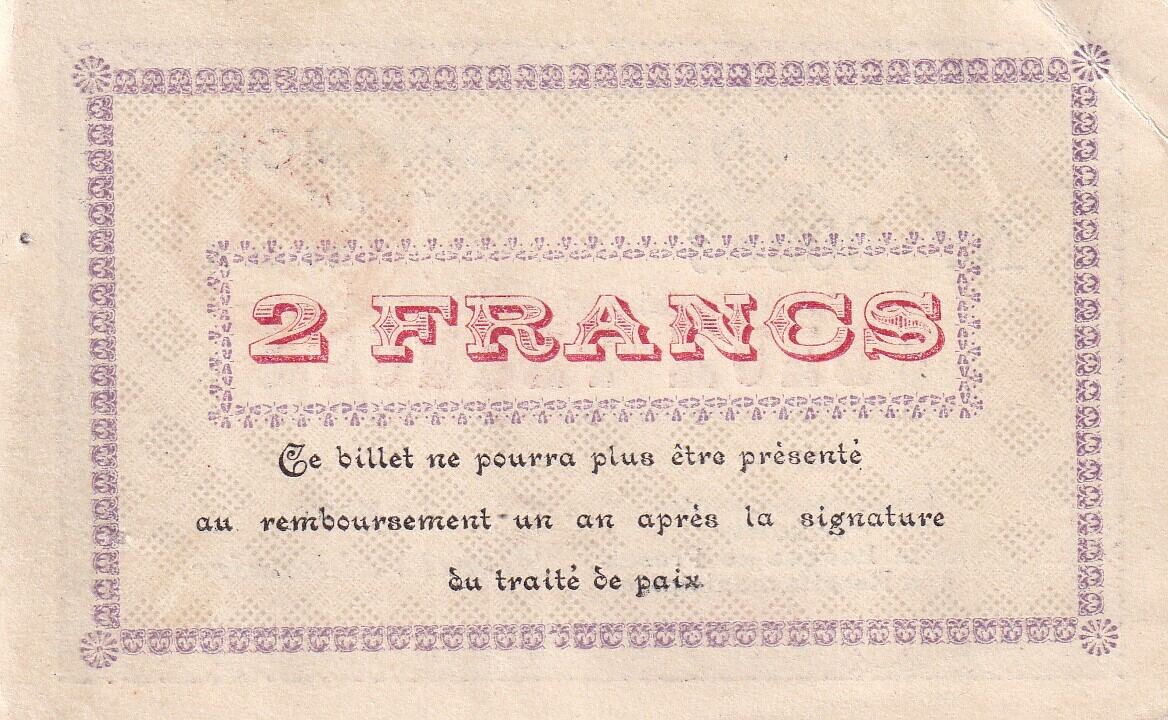 2 FRANCS
Ce billet ne pourra plus être présenté
au remboursement un an après la signature
du traité de paix